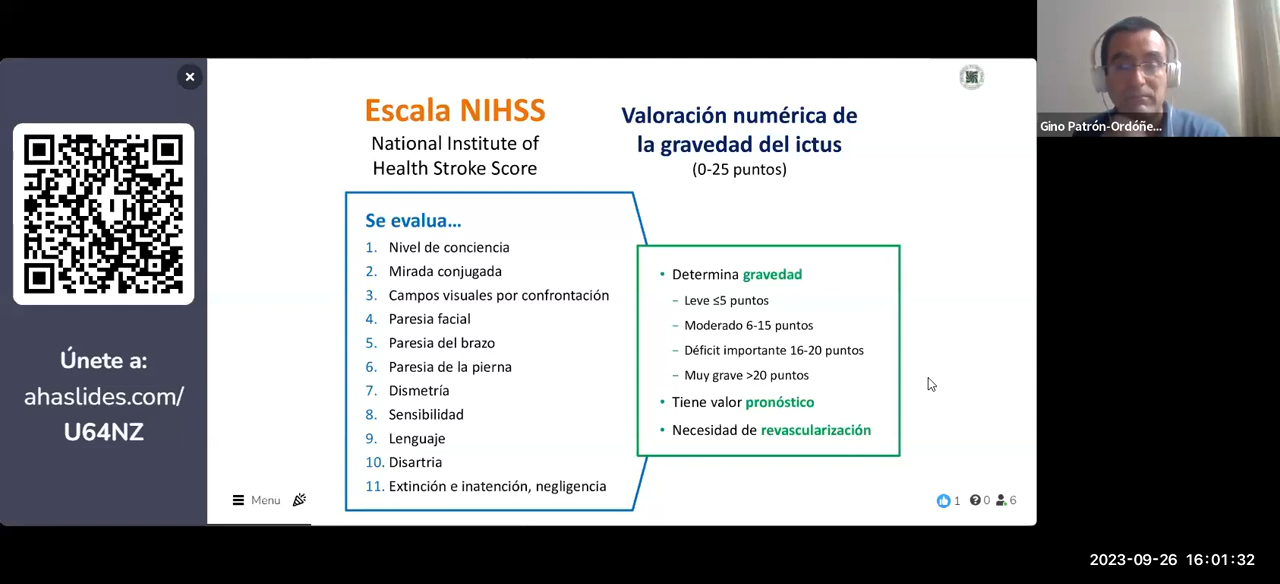 Únete a:
ahaslides.com/
U64NZ
Escala NIHSS
National Institute of
Health Stroke Score
Valoración numérica de
la gravedad del ictus
(0-25 puntos)
Se evalua...
1. Nivel de conciencia
2. Mirada conjugada
3. Campos visuales por confrontación
4. Paresia facial
5. Paresia del brazo
6. Paresia de la pierna
7. Dismetría
8. Sensibilidad
9. Lenguaje
10. Disartria
11. Extinción e inatención, negligencia
• Determina gravedad
– Leve ≤5 puntos
– Moderado 6-15 puntos
– Déficit importante 16-20 puntos
– Muy grave >20 puntos
• Tiene valor pronóstico
• Necesidad de revascularización
Menu
1 0 6
Gino Patrón-Ordóñe...
2023-09-26 16:01:32